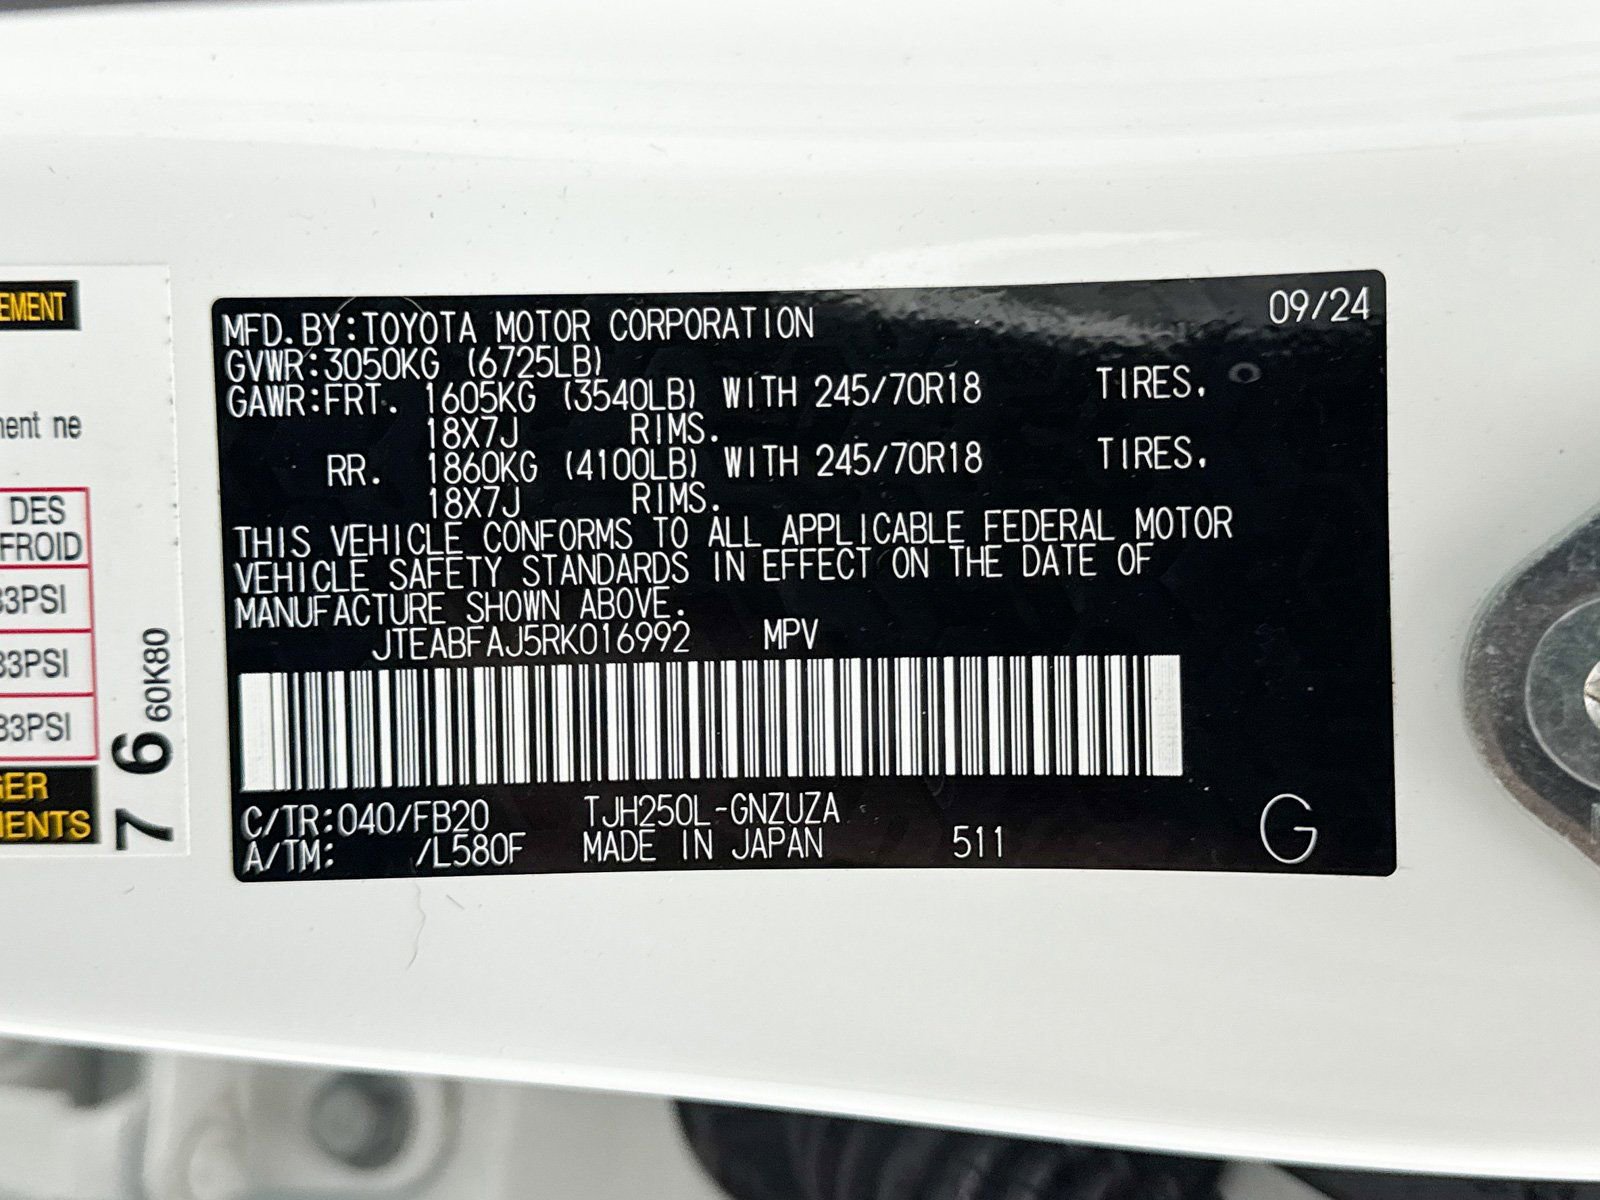 EMENT
ment ne
DES
FROID
33PSI
33PSI
33PSI
GER
MENTS
7 6 60K80
09/24
MFD.BY:TOYOTA MOTOR CORPORATION
GVWR:3050KG (6725LB)
GAWR:FRT. 1605KG (3540LB) WITH 245/70R18 TIRES.
18X7J RIMS.
RR. 1860KG (4100LB) WITH 245/70R18 TIRES,
18X7J RIMS.
THIS VEHICLE CONFORMS TO ALL APPLICABLE FEDERAL MOTOR
VEHICLE SAFETY STANDARDS IN EFFECT ON THE DATE OF
MANUFACTURE SHOWN ABOVE.
JTEABFAJ5RK016992 MPV
C/TR:040/FB20 TJH250L-GNZUZA
A/TM: /L580F MADE IN JAPAN 511 G